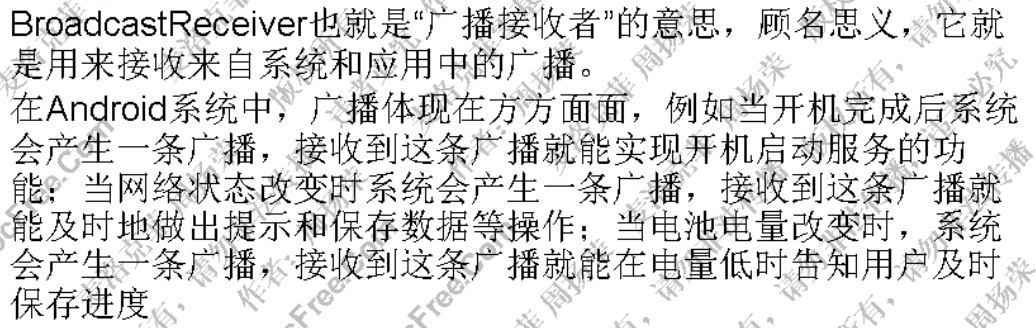 BroadcastReceiver也就是“广播接收者”的意思，顾名思义，它就
是用来接收来自系统和应用中的广播。
在Android系统中，广播体现在方方面面，例如当开机完成后系统
会产生一条广播，接收到这条广播就能实现开机启动服务的功
能；当网络状态改变时系统会产生一条广播，接收到这条广播就
能及时地做出提示和保存数据等操作；当电池电量改变时，系统
会产生一条广播，接收到这条广播就能在电量低时告知用户及时
保存进度